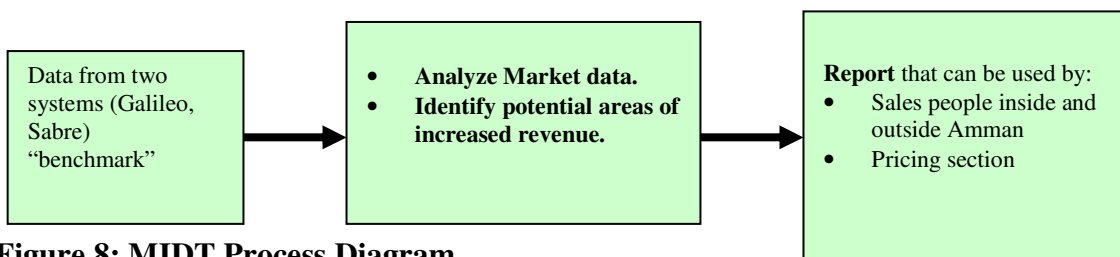 Data from two
systems (Galileo,
Sabre)
“benchmark”
• Analyze Market data.
• Identify potential areas of
increased revenue.
Report that can be used by:
• Sales people inside and
outside Amman
• Pricing section
Figure 8: MIDT Process Diagram